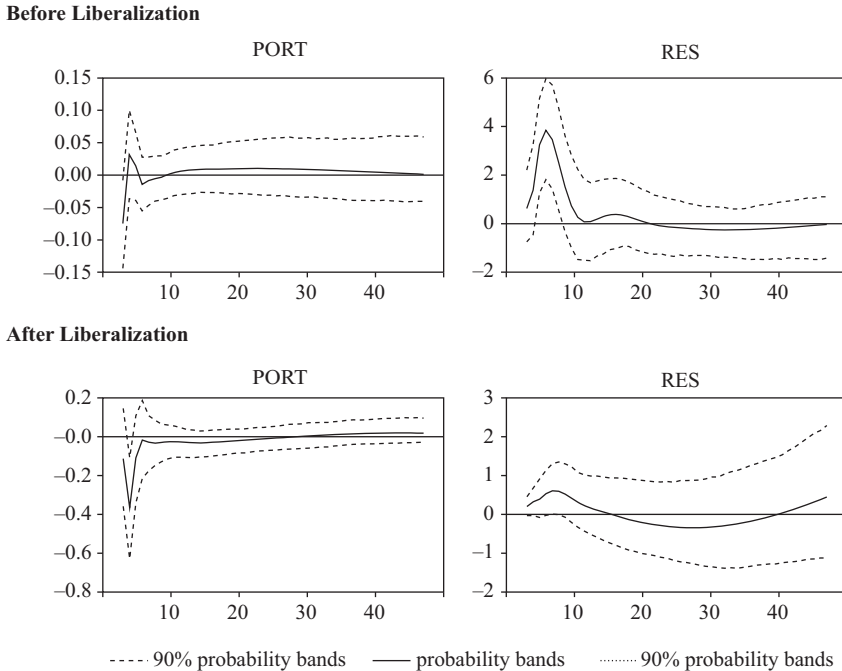 Before Liberalization
PORT
RES
0.15
0.10
0.05
0.00
–0.05
–0.10
–0.15
10 20 30 40
6
4
2
0
–2
10 20 30 40
After Liberalization
PORT
RES
0.2
–0.0
–0.2
–0.4
–0.6
–0.8
10 20 30 40
3
2
1
0
–1
–2
10 20 30 40
90% probability bands probability bands 90% probability bands